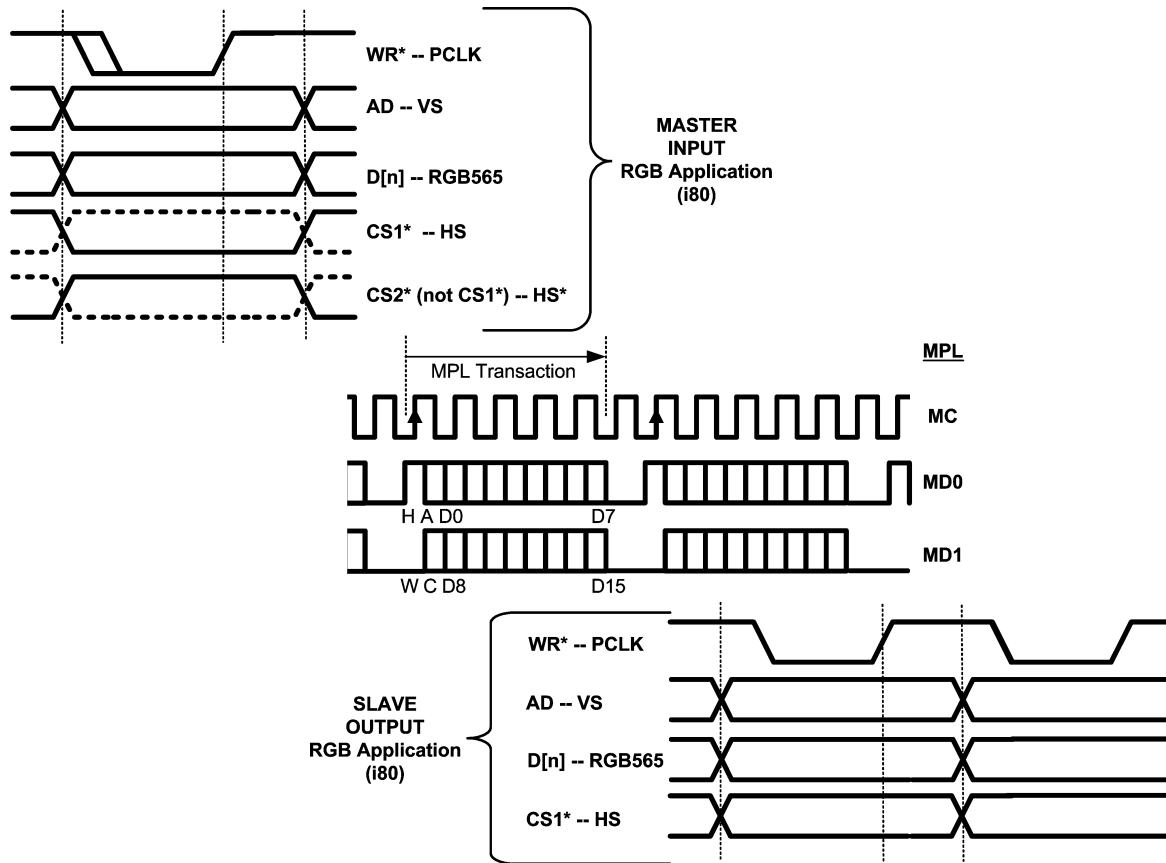 WR* -- PCLK
AD -- VS
D[n] -- RGB565
CS1* -- HS
CS2* (not CS1*) -- HS*
MASTER
INPUT
RGB Application
(i80)
MPL Transaction
MPL
MC
MD0
H A D0 D7
MD1
W C D8 D15
SLAVE
OUTPUT
RGB Application
(i80)
WR* -- PCLK
AD -- VS
D[n] -- RGB565
CS1* -- HS